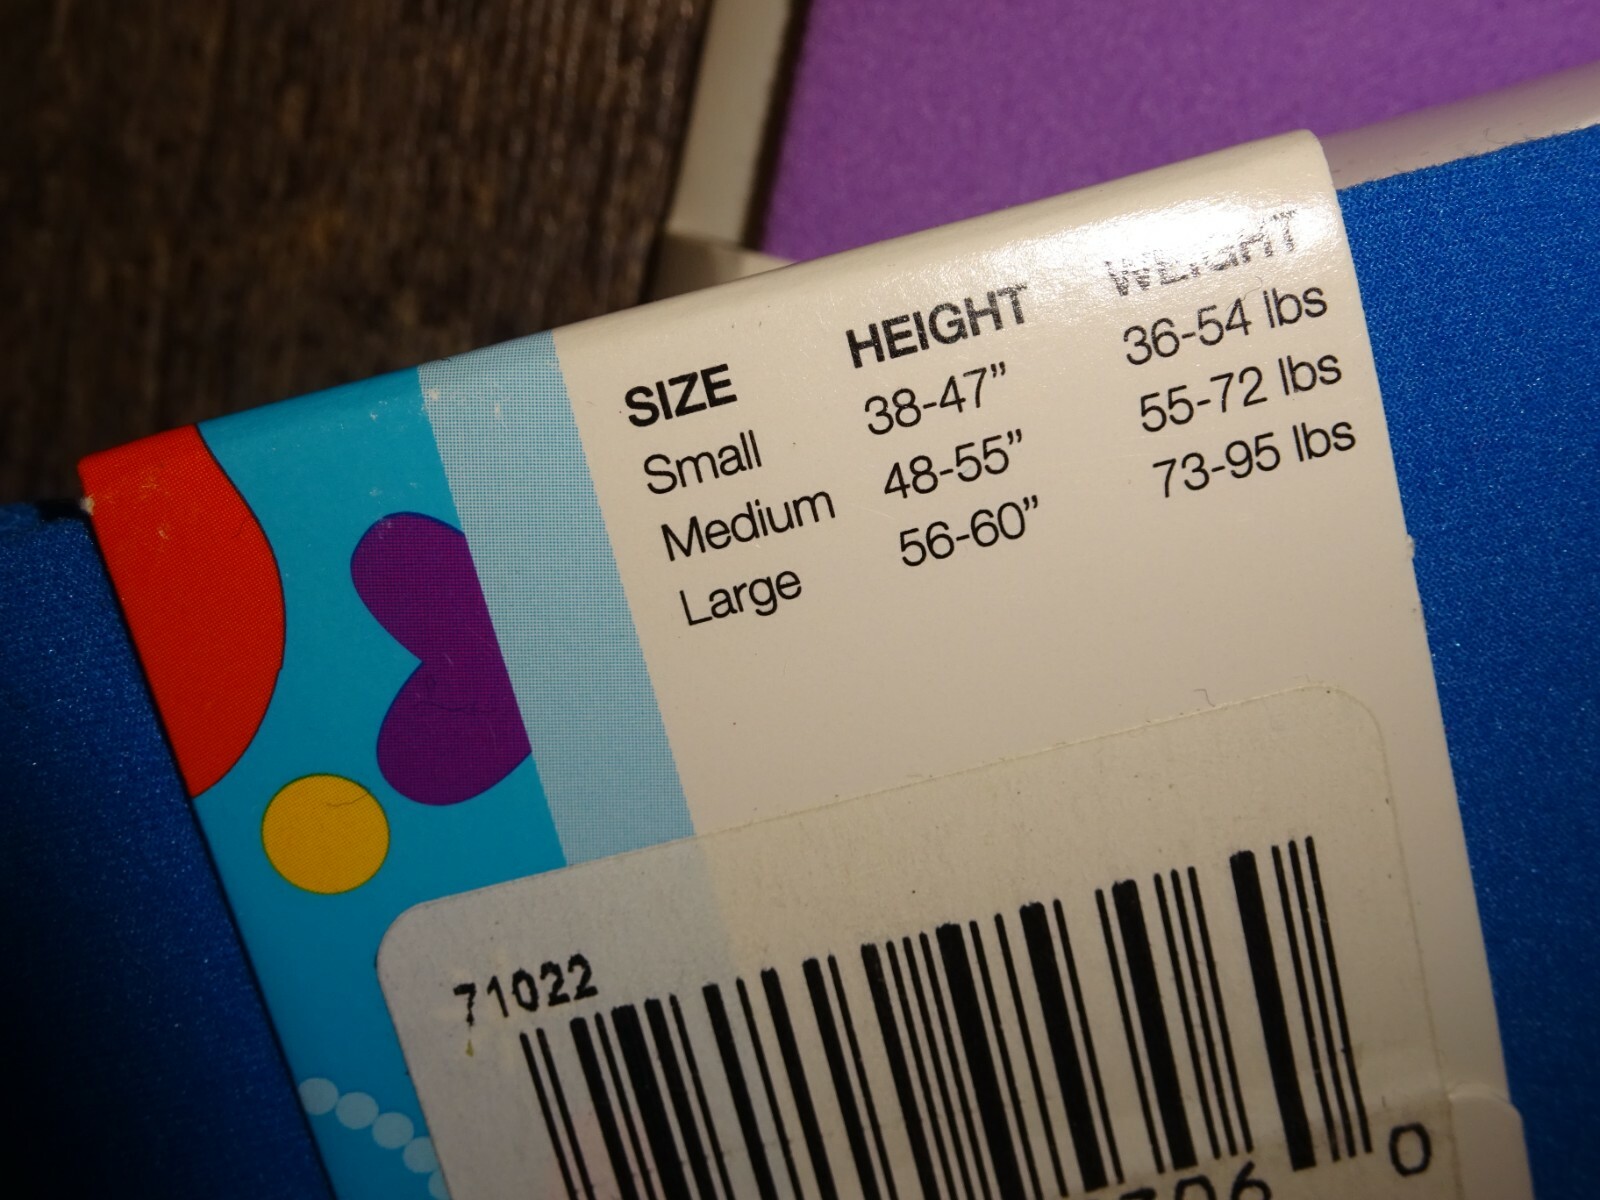 SIZE HEIGHT WEIGHT
Small 38-47” 36-54 lbs
Medium 48-55” 55-72 lbs
Large 56-60” 73-95 lbs
71022
0